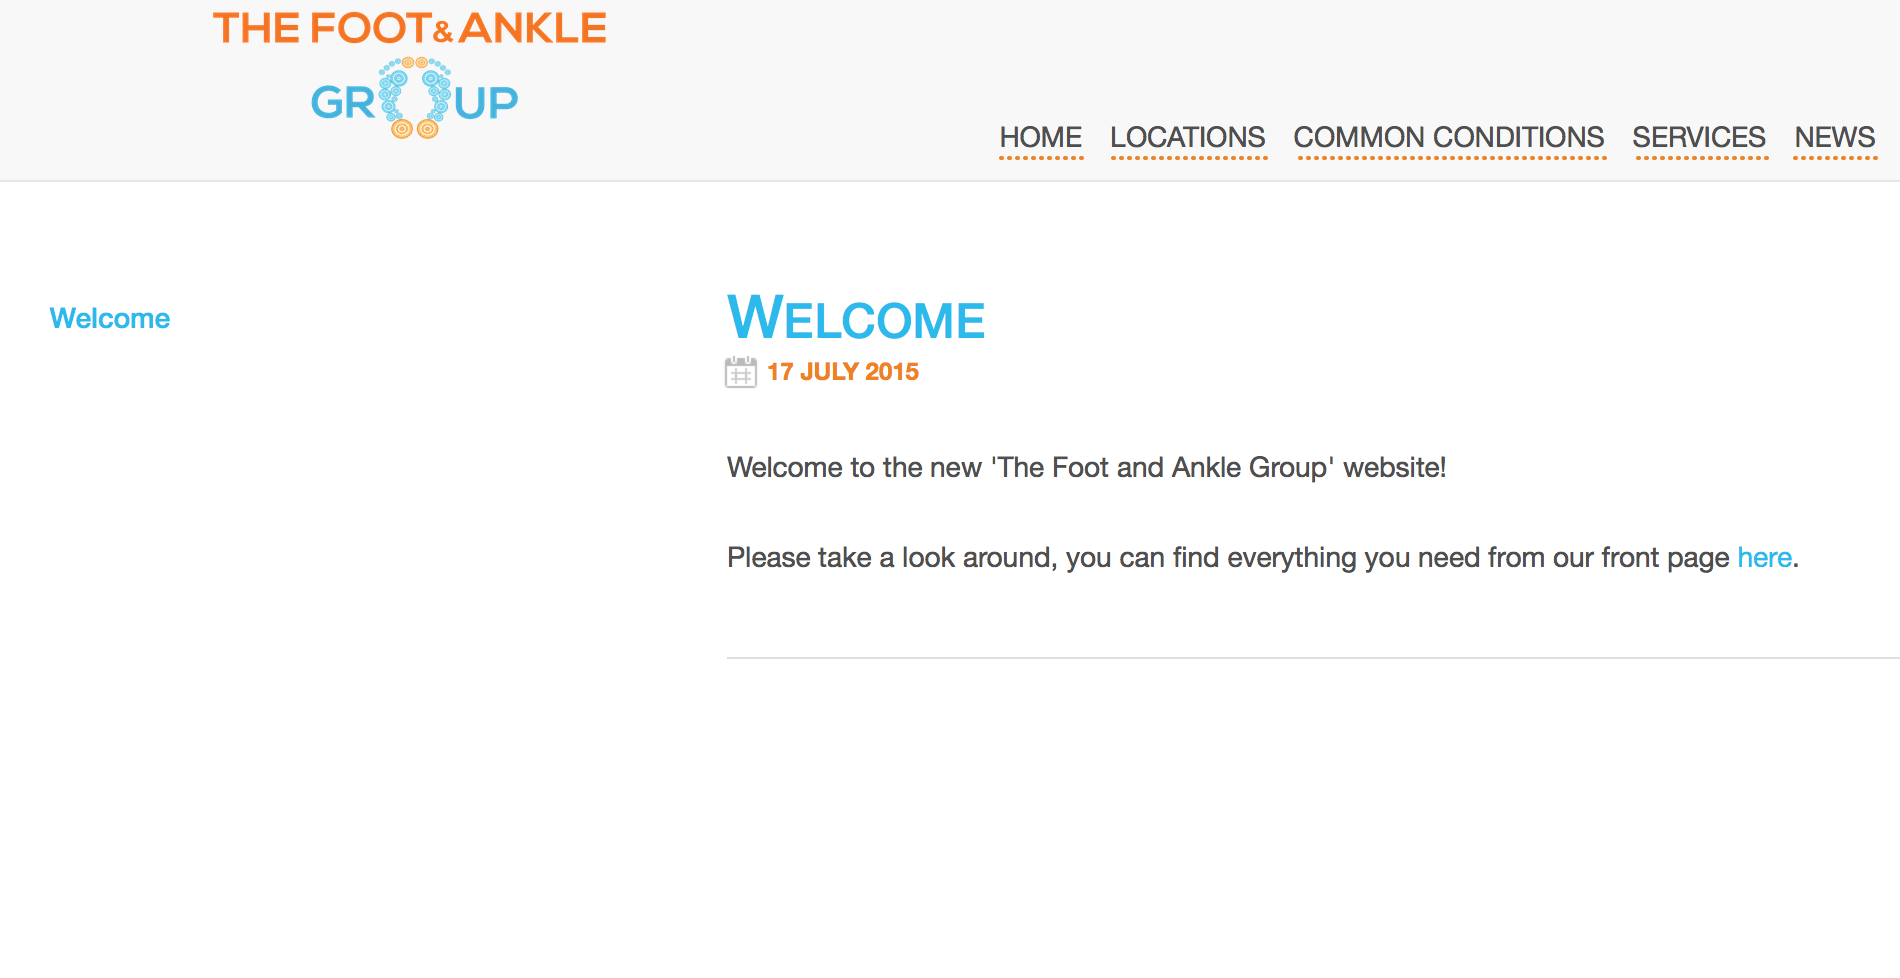 THE FOOT & ANKLE
GROUP
HOME LOCATIONS COMMON CONDITIONS SERVICES NEWS
Welcome
WELCOME
17 JULY 2015
Welcome to the new 'The Foot and Ankle Group' website!
Please take a look around, you can find everything you need from our front page here.